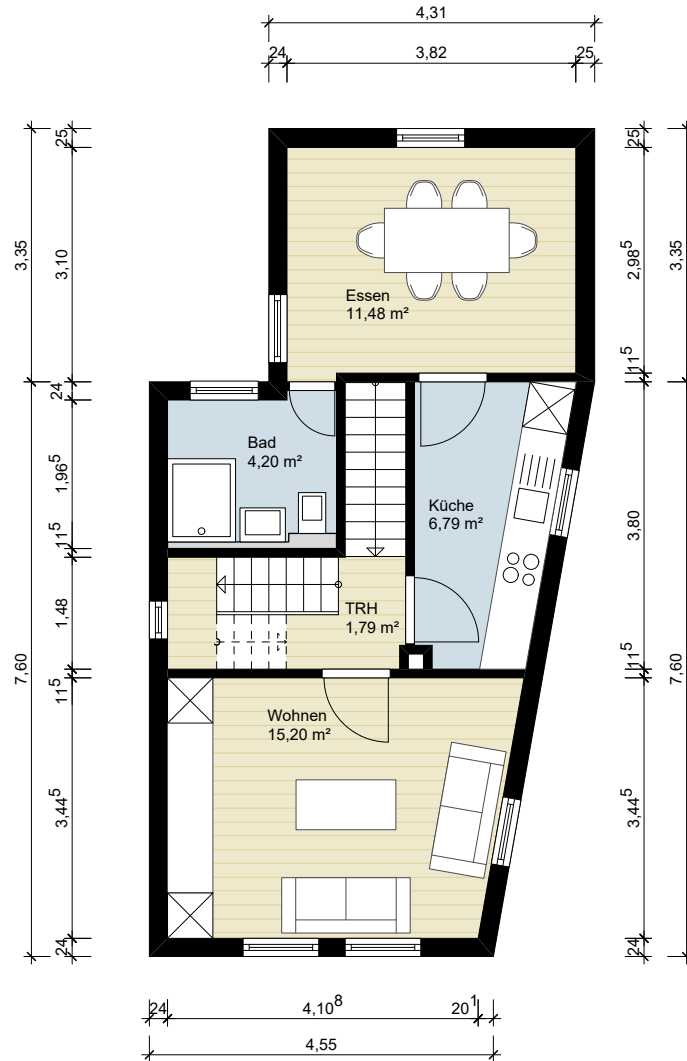 4,31
24
3,82
25
25
3,10
3,35
25
2,98⁵
3,35
11⁵
Essen
11,48 m²
24
1,96⁵
11⁵
1,48
11⁵
3,44⁵
24
7,60
Bad
4,20 m²
Küche
6,79 m²
TRH
1,79 m²
Wohnen
15,20 m²
3,80
11⁵
3,44⁵
24
7,60
24
4,10⁸
20¹
4,55